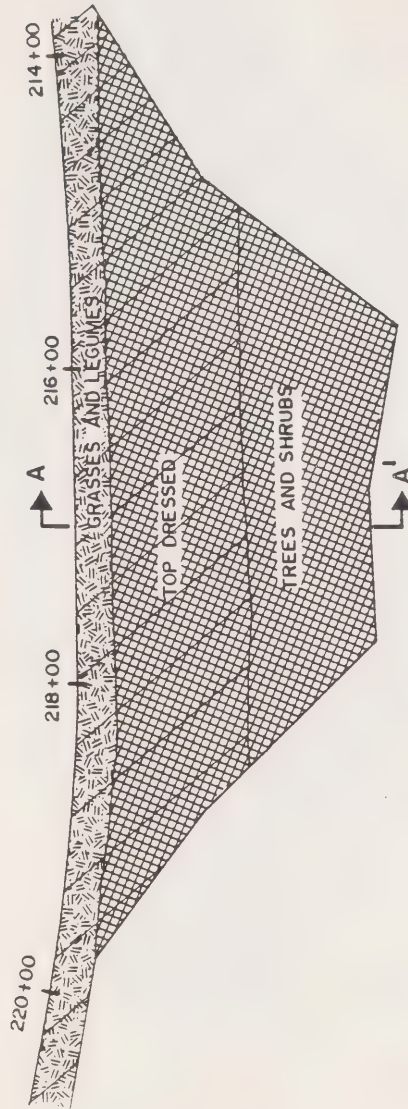 214+00
216+00
218+00
220+00
A
GRASSES AND LEGUMES
TOP DRESSED
TREES AND SHRUBS
A'